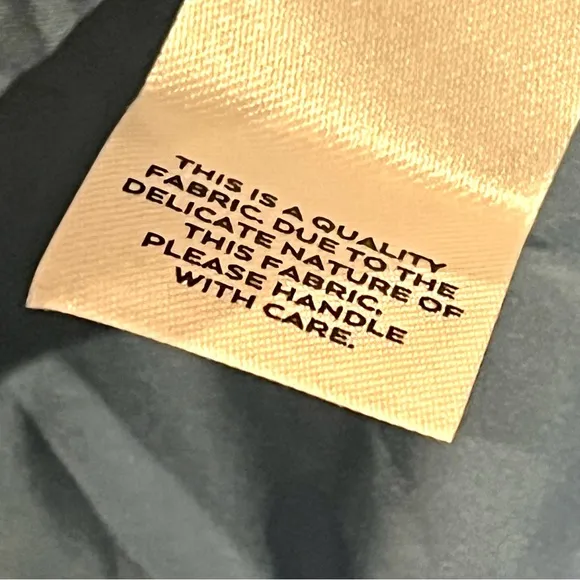 THIS IS A QUALITY
FABRIC. DUE TO THE
DELICATE NATURE OF
THIS FABRIC.
PLEASE HANDLE
WITH CARE.